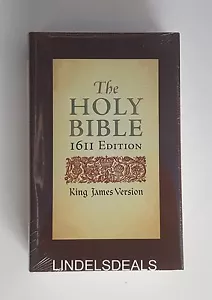 The
HOLY
BIBLE
1611 EDITION
King James Version
LINDELSDEALS